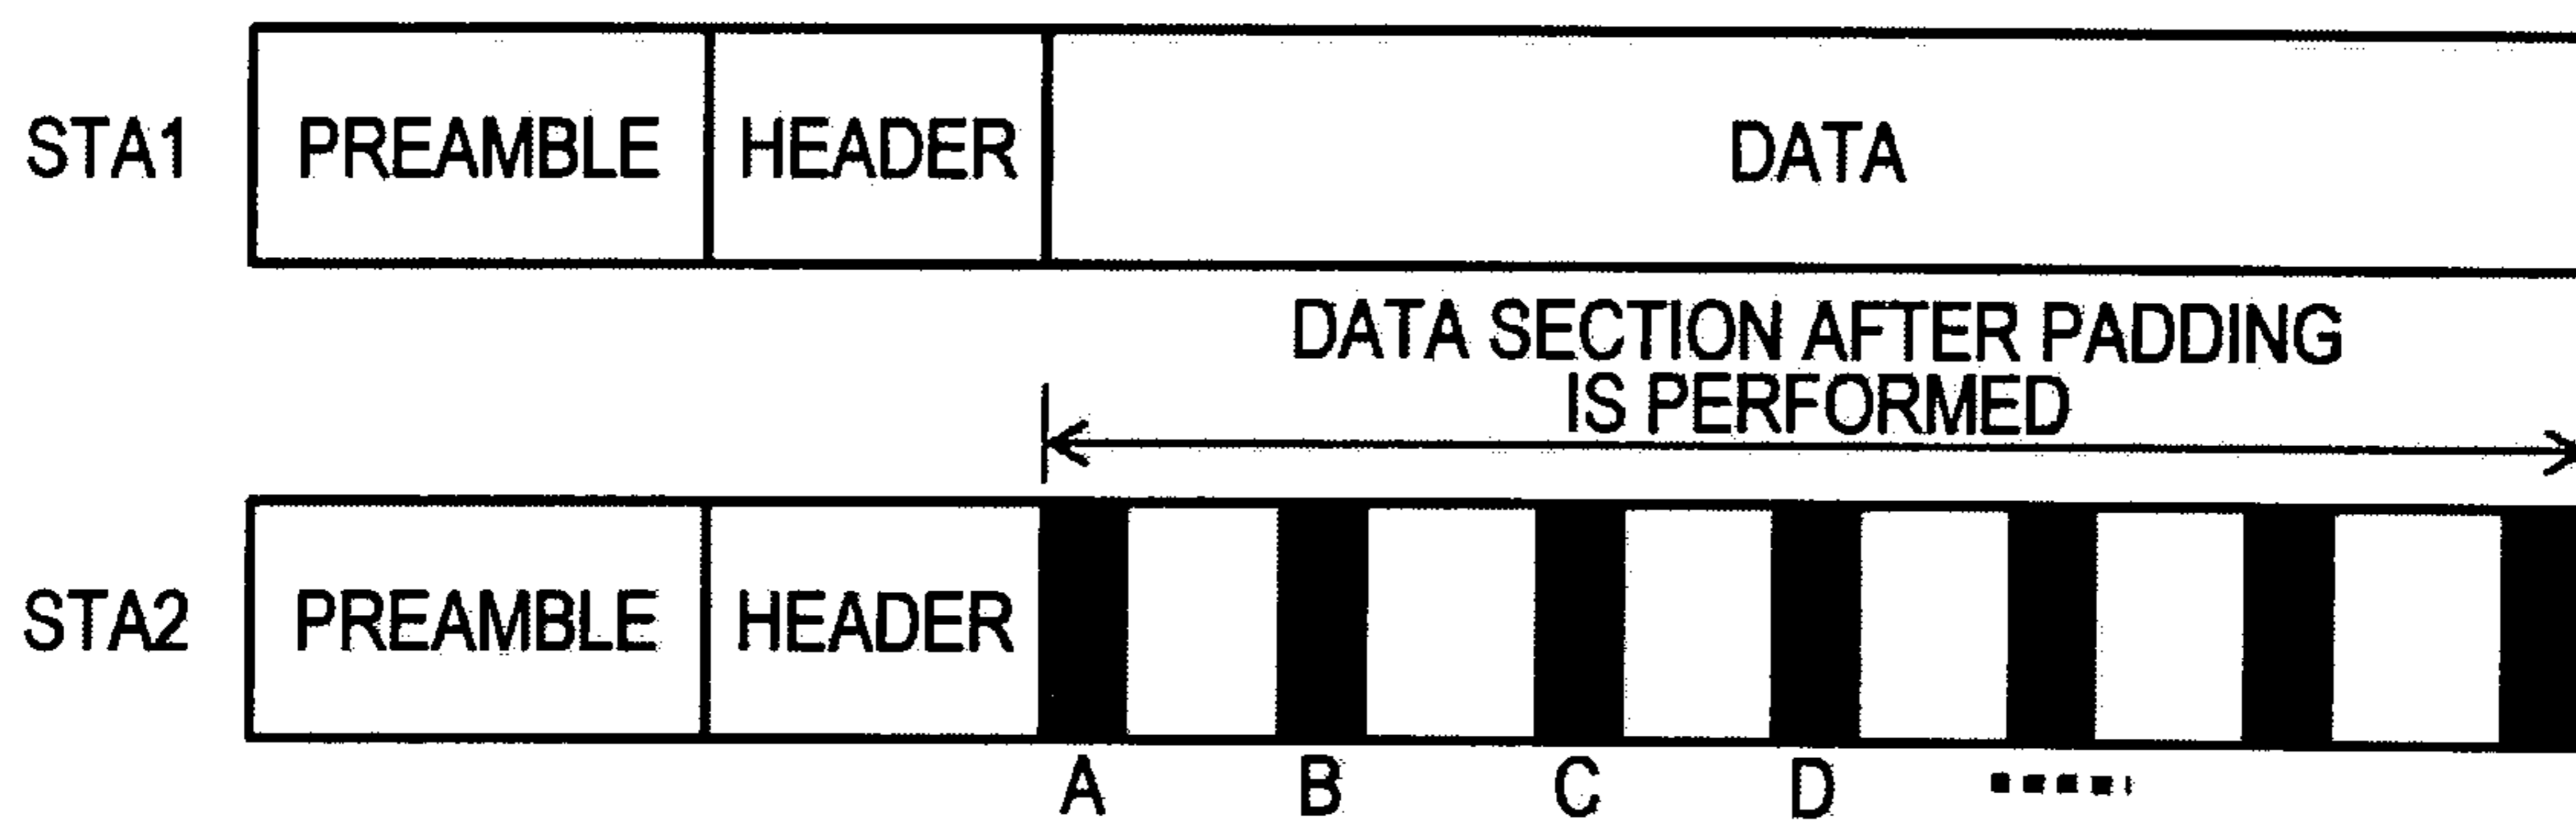 STA1 PREAMBLE HEADER DATA
DATA SECTION AFTER PADDING
IS PERFORMED
STA2 PREAMBLE HEADER
A B C D